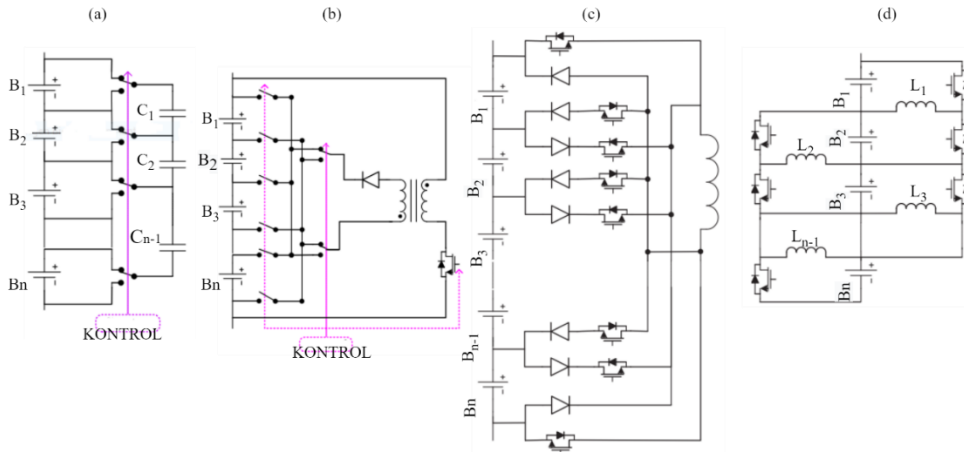 (a)
(b)
(c)
(d)
B1
B2
B3
Bn
C1
C2
Cn-1
KONTROL
B1
B2
B3
Bn
KONTROL
B1
B2
B3
Bn-1
Bn
B1
B2
B3
Bn
L1
L2
L3
Ln-1